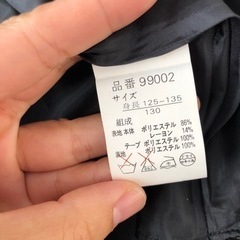 品番 99002
サイズ
身長 125-135
130
組成
表地 本体 ポリエステル 86%
レーヨン 14%
テープ ポリエステル 100%
裏地 ポリエステル 100%